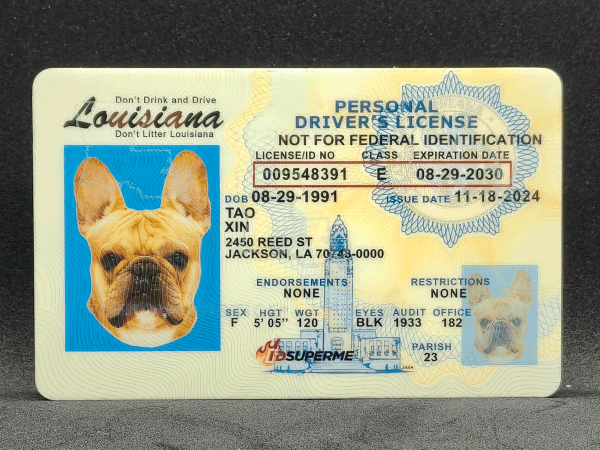 Don't Drink and Drive
Louisiana
Don't Litter Louisiana
PERSONAL
DRIVER'S LICENSE
NOT FOR FEDERAL IDENTIFICATION
LICENSE/ID NO CLASS EXPIRATION DATE
009548391 E 08-29-2030
DOB 08-29-1991 ISSUE DATE 11-18-2024
TAO
XIN
2450 REED ST
JACKSON, LA 70748-0000
ENDORSEMENTS RESTRICTIONS
NONE NONE
SEX HGT WGT EYES AUDIT OFFICE
F 5' 05" 120 BLK 1933 182
IDSUPERME
PARISH
23